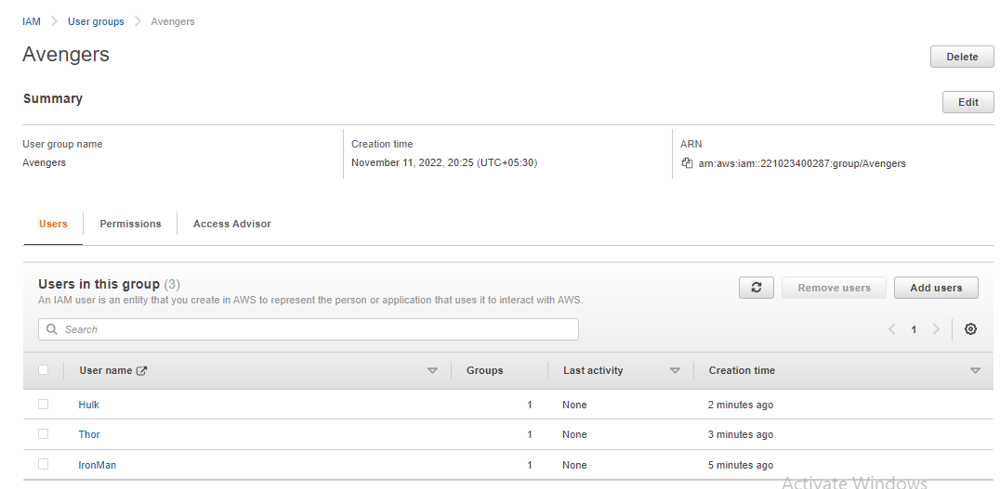 IAM > User groups > Avengers
Avengers
Delete
Summary
Edit
User group name
Avengers
Creation time
November 11, 2022, 20:25 (UTC+05:30)
ARN
arn:aws:iam::221023400287:group/Avengers
Users Permissions Access Advisor
Users in this group (3)
An IAM user is an entity that you create in AWS to represent the person or application that uses it to interact with AWS.
Remove users Add users
Search
1
User name Groups Last activity Creation time
Hulk 1 None 2 minutes ago
Thor 1 None 3 minutes ago
IronMan 1 None 5 minutes ago
Activate Windows